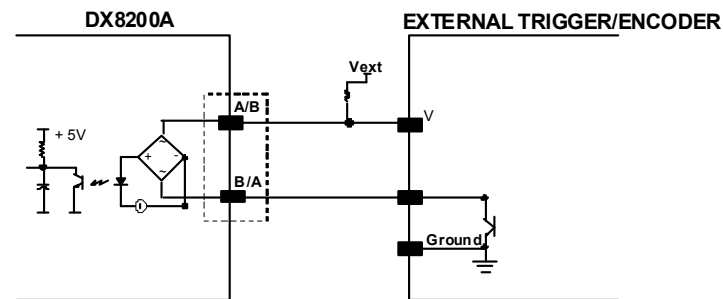 DX8200A
EXTERNAL TRIGGER/ENCODER
Vext
A/B
V
+ 5V
+ -
~
~
B/A
Ground